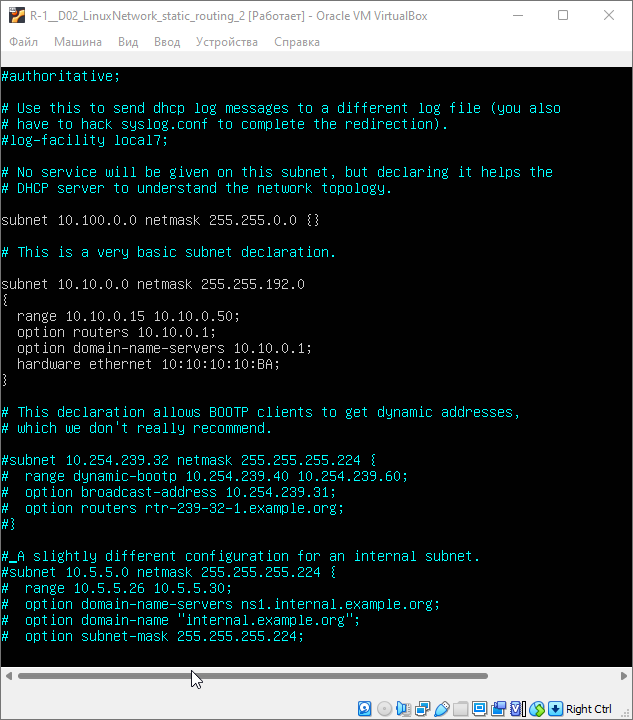 R-1__D02_LinuxNetwork_static_routing_2 [Работает] - Oracle VM VirtualBox
Файл Машина Вид Ввод Устройства Справка
#authoritative;
# Use this to send dhcp log messages to a different log file (you also
# have to hack syslog.conf to complete the redirection).
#log-facility local7;
# No service will be given on this subnet, but declaring it helps the
# DHCP server to understand the network topology.
subnet 10.100.0.0 netmask 255.255.0.0 {}
# This is a very basic subnet declaration.
subnet 10.10.0.0 netmask 255.255.192.0
{
  range 10.10.0.15 10.10.0.50;
  option routers 10.10.0.1;
  option domain-name-servers 10.10.0.1;
  hardware ethernet 10:10:10:10:BA;
}
# This declaration allows BOOTP clients to get dynamic addresses,
# which we don't really recommend.
#subnet 10.254.239.32 netmask 255.255.255.224 {
#  range dynamic-bootp 10.254.239.40 10.254.239.60;
#  option broadcast-address 10.254.239.31;
#  option routers rtr-239-32-1.example.org;
#}
#_A slightly different configuration for an internal subnet.
#subnet 10.5.5.0 netmask 255.255.255.224 {
#  range 10.5.5.26 10.5.5.30;
#  option domain-name-servers ns1.internal.example.org;
#  option domain-name "internal.example.org";
#  option subnet-mask 255.255.255.224;
Right Ctrl